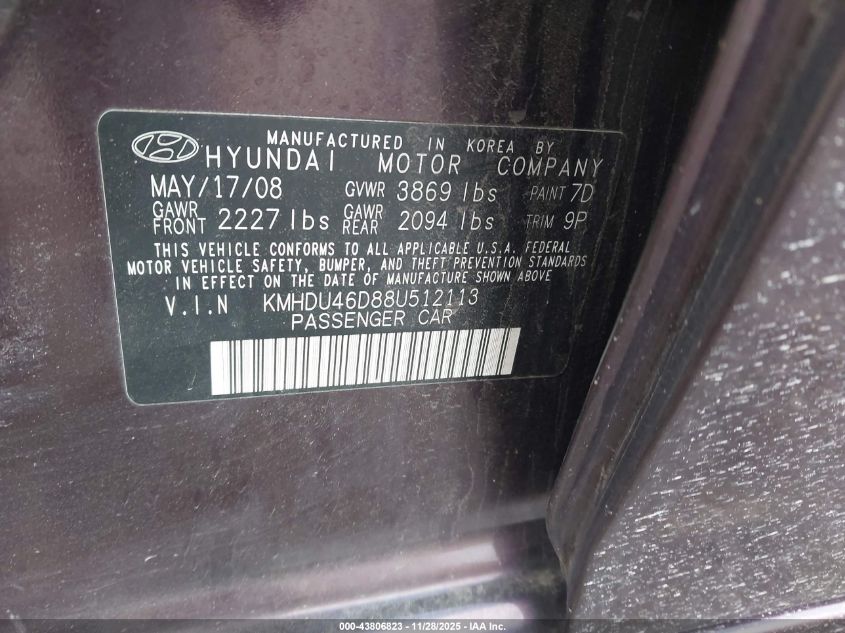 MANUFACTURED IN KOREA BY
HYUNDAI MOTOR COMPANY
MAY/17/08 GVWR 3869 lbs PAINT 7D
GAWR FRONT 2227 lbs GAWR REAR 2094 lbs TRIM 9P
THIS VEHICLE CONFORMS TO ALL APPLICABLE U.S.A. FEDERAL
MOTOR VEHICLE SAFETY, BUMPER, AND THEFT PREVENTION STANDARDS
IN EFFECT ON THE DATE OF MANUFACTURE SHOWN ABOVE
V.I.N KMHDU46D88U512113
PASSENGER CAR
000-43806823 - 11/28/2025 - IAA Inc.